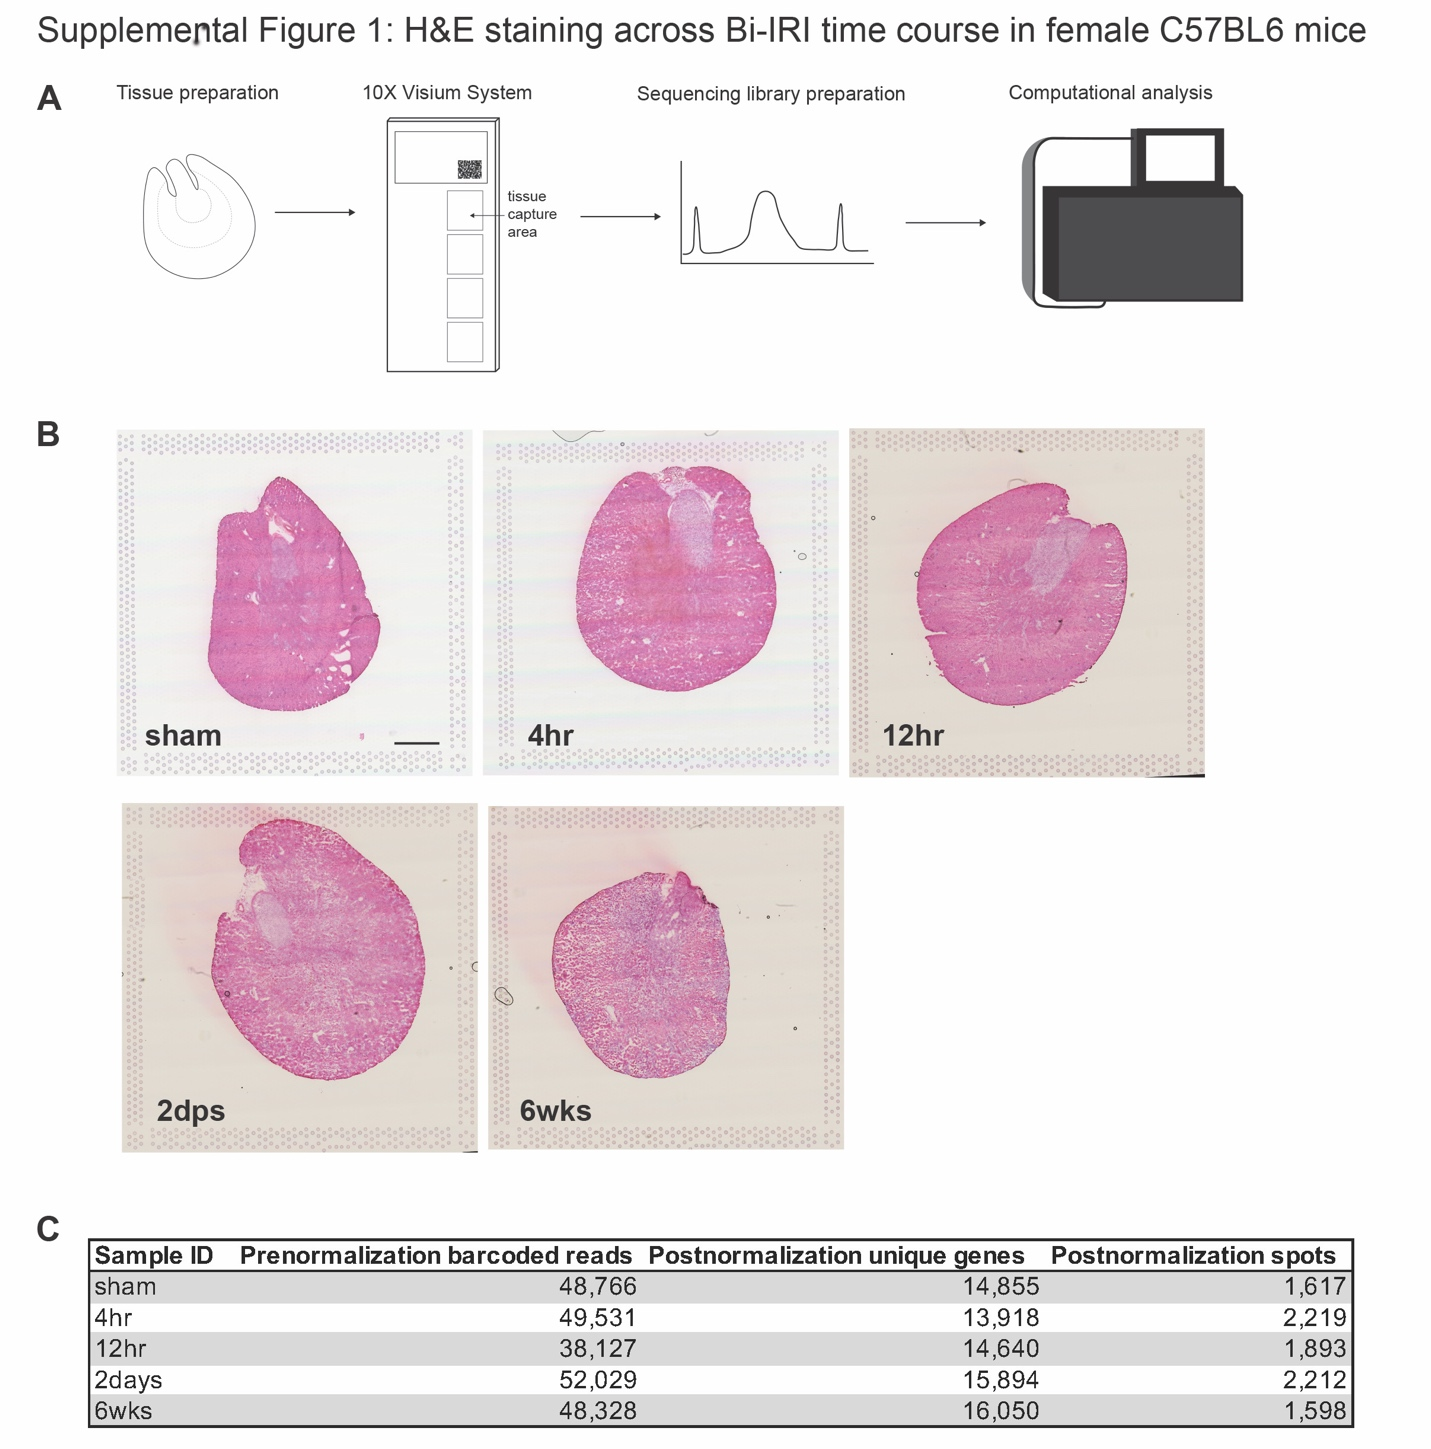 Supplemental Figure 1: H&E staining across Bi-IRI time course in female C57BL6 mice
A
Tissue preparation
10X Visium System
Sequencing library preparation
Computational analysis
tissue
capture
area
B
sham
4hr
12hr
2dps
6wks
C
Sample ID Prenormalization barcoded reads Postnormalization unique genes Postnormalization spots
sham 48,766 14,855 1,617
4hr 49,531 13,918 2,219
12hr 38,127 14,640 1,893
2days 52,029 15,894 2,212
6wks 48,328 16,050 1,598